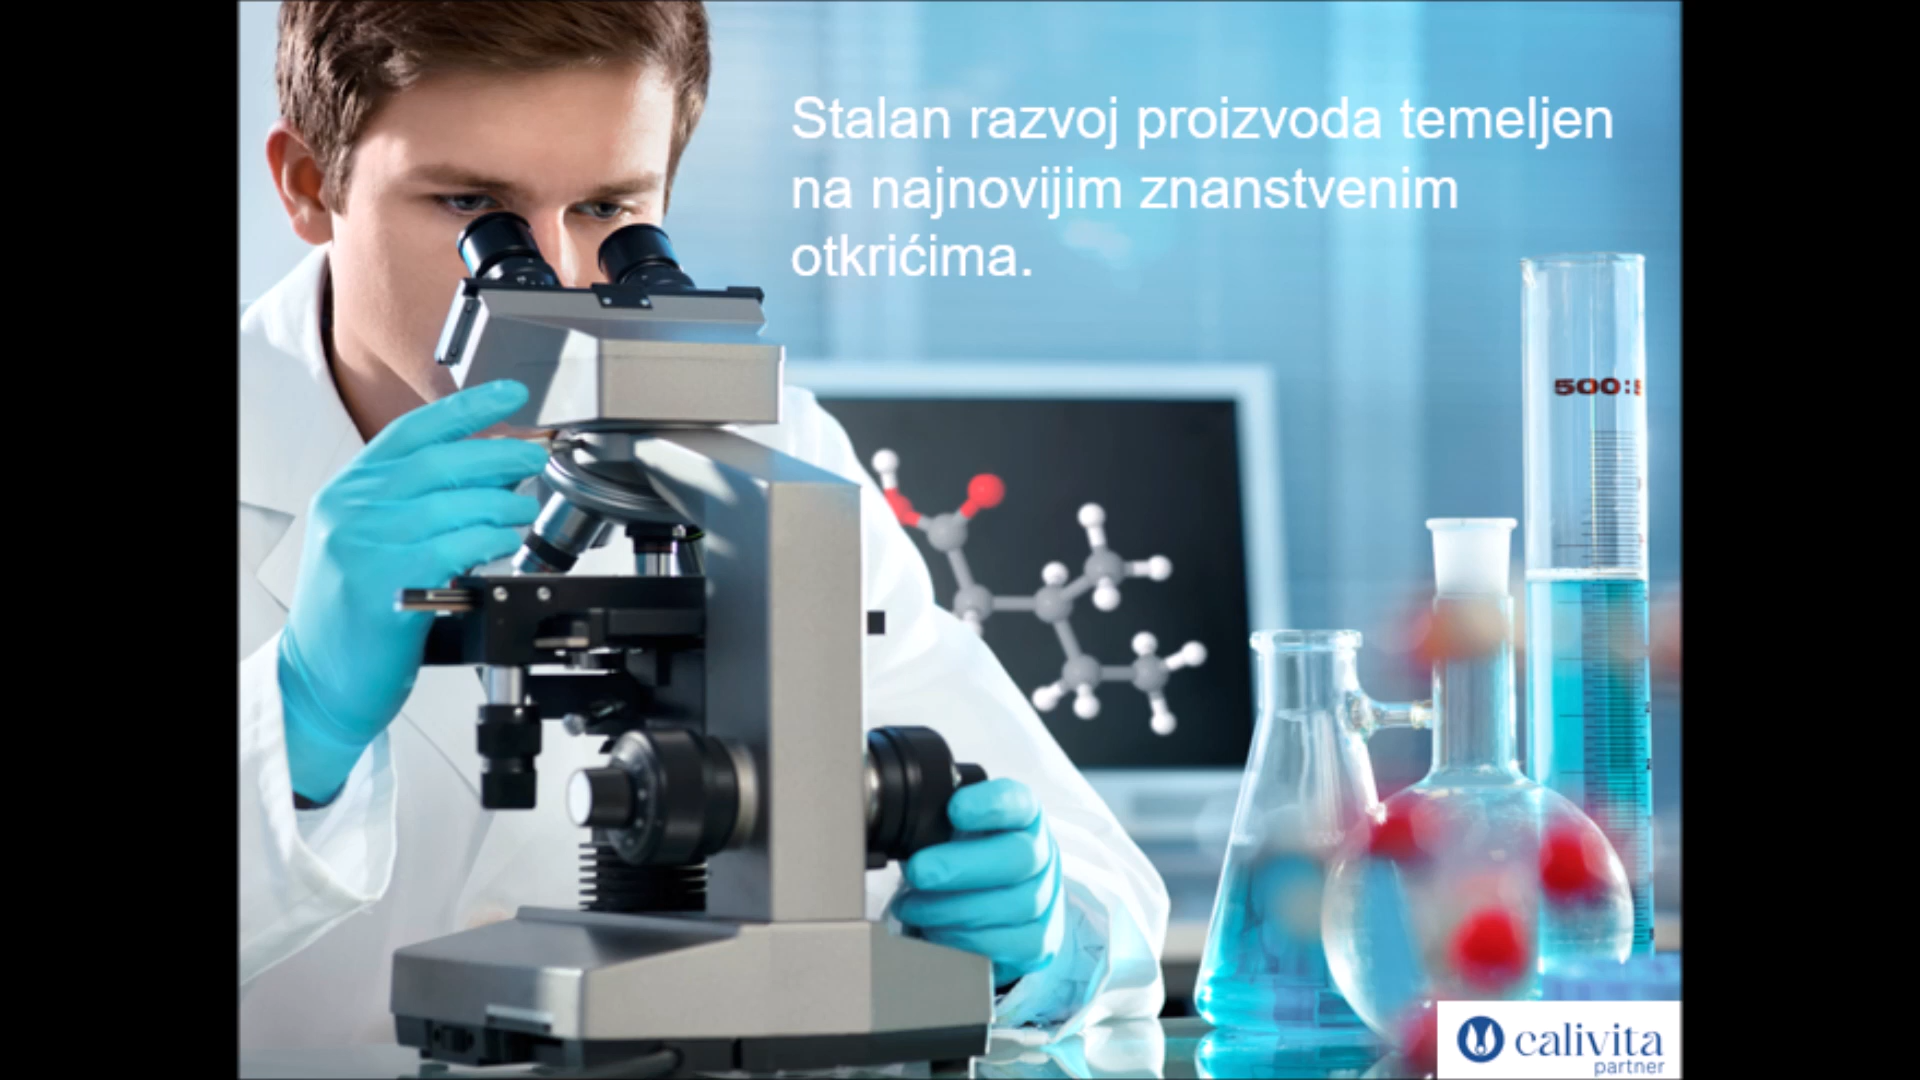 Stalan razvoj proizvoda temeljen
na najnovijim znanstvenim
otkrićima.
500:
calivita
partner